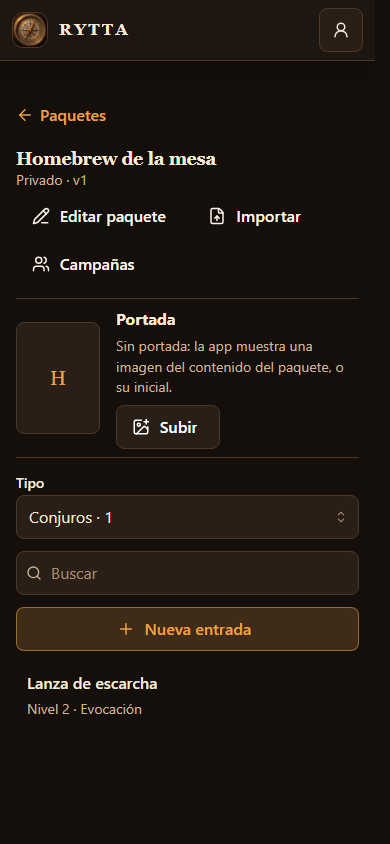 RYTTA
Paquetes
Homebrew de la mesa
Privado · v1
Editar paquete
Importar
Campañas
H
Portada
Sin portada: la app muestra una
imagen del contenido del paquete, o
su inicial.
Subir
Tipo
Conjuros · 1
Buscar
Nueva entrada
Lanza de escarcha
Nivel 2 · Evocación